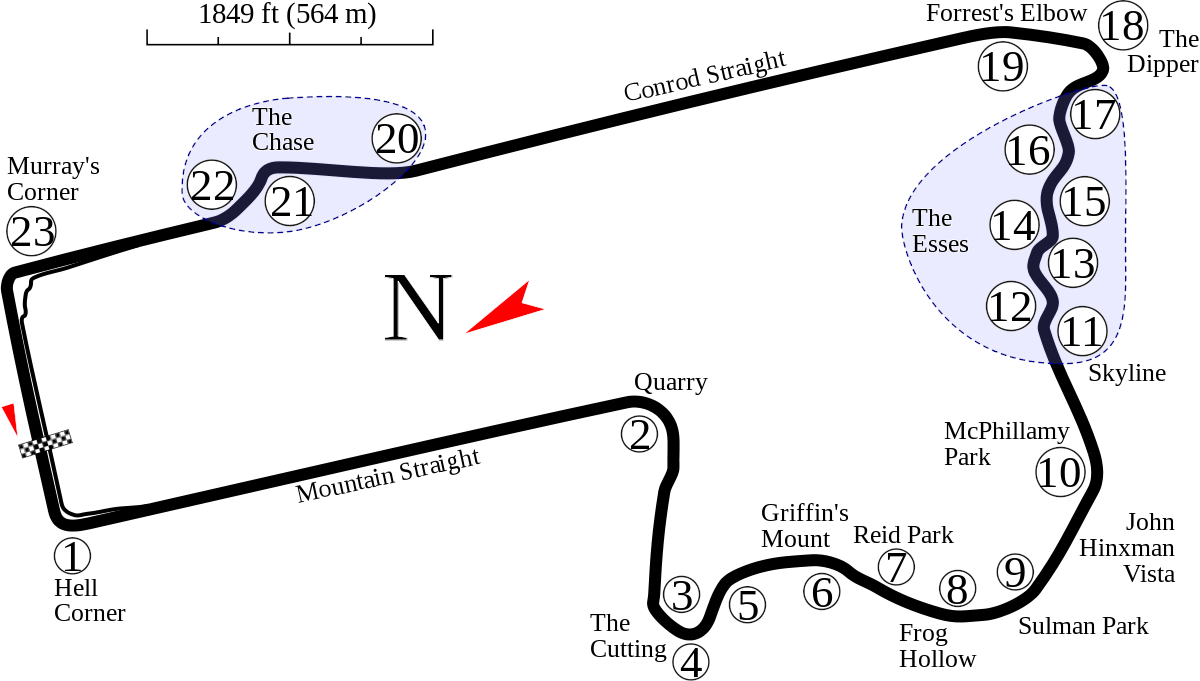 1849 ft (564 m)
Forrest's Elbow
18
The
Dipper
19
Conrod Straight
The
Chase
20
17
16
Murray's
Corner
22
21
15
23
The
Esses
14
13
N
12
11
Skyline
Quarry
2
McPhillamy
Park
10
Mountain Straight
Griffin's
Mount
Reid Park
John
Hinxman
Vista
1
Hell
Corner
7
9
8
3
5
6
The
Cutting
4
Frog
Hollow
Sulman Park